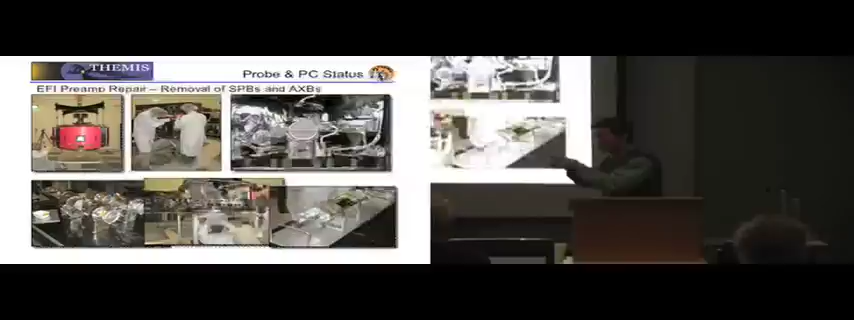 THEMIS
Probe & PC Status
EFI Preamp Repair – Removal of SPBs and AXBs